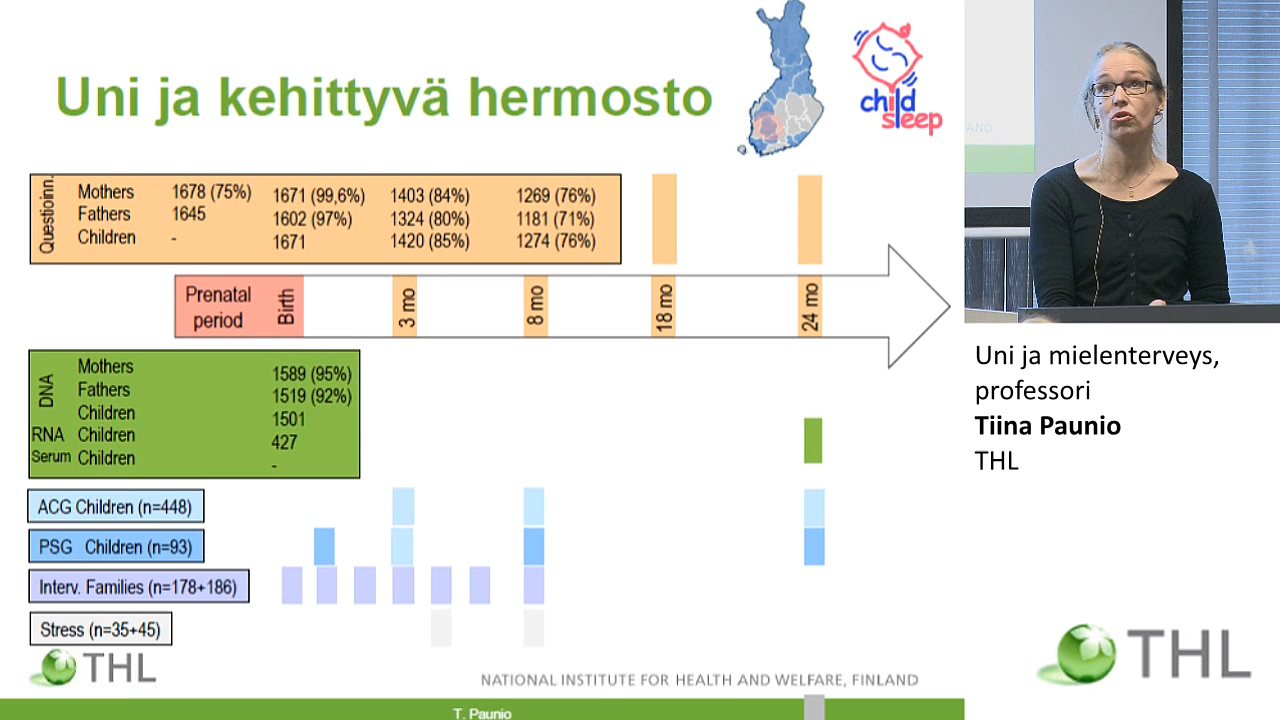 Uni ja kehittyvä hermosto
child
sleep
Questioinn.
Mothers 1678 (75%) 1671 (99,6%) 1403 (84%) 1269 (76%)
Fathers 1645 1602 (97%) 1324 (80%) 1181 (71%)
Children - 1671 1420 (85%) 1274 (76%)
Prenatal period Birth 3 mo 8 mo 18 mo 24 mo
DNA
Mothers 1589 (95%)
Fathers 1519 (92%)
Children 1501
RNA Children 427
Serum Children -
ACG Children (n=448)
PSG Children (n=93)
Interv. Families (n=178+186)
Stress (n=35+45)
THL
NATIONAL INSTITUTE FOR HEALTH AND WELFARE, FINLAND
T. Paunio
AND
Uni ja mielenterveys,
professori
Tiina Paunio
THL
THL